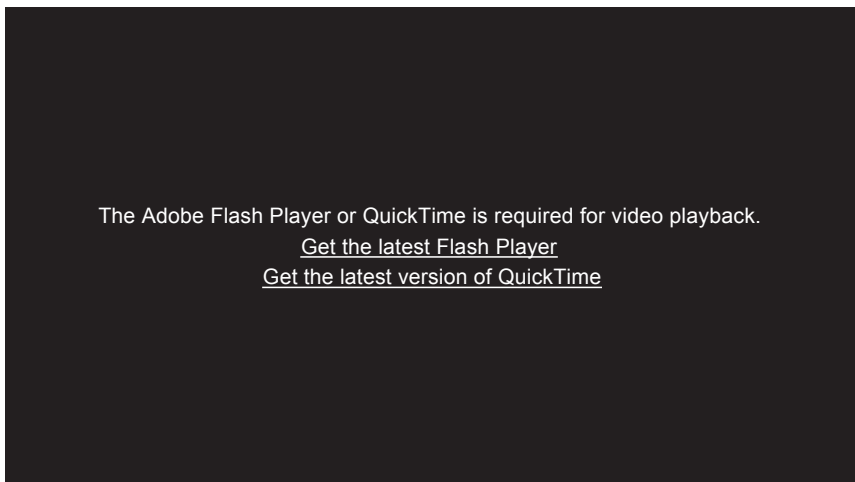 The Adobe Flash Player or QuickTime is required for video playback.
Get the latest Flash Player
Get the latest version of QuickTime